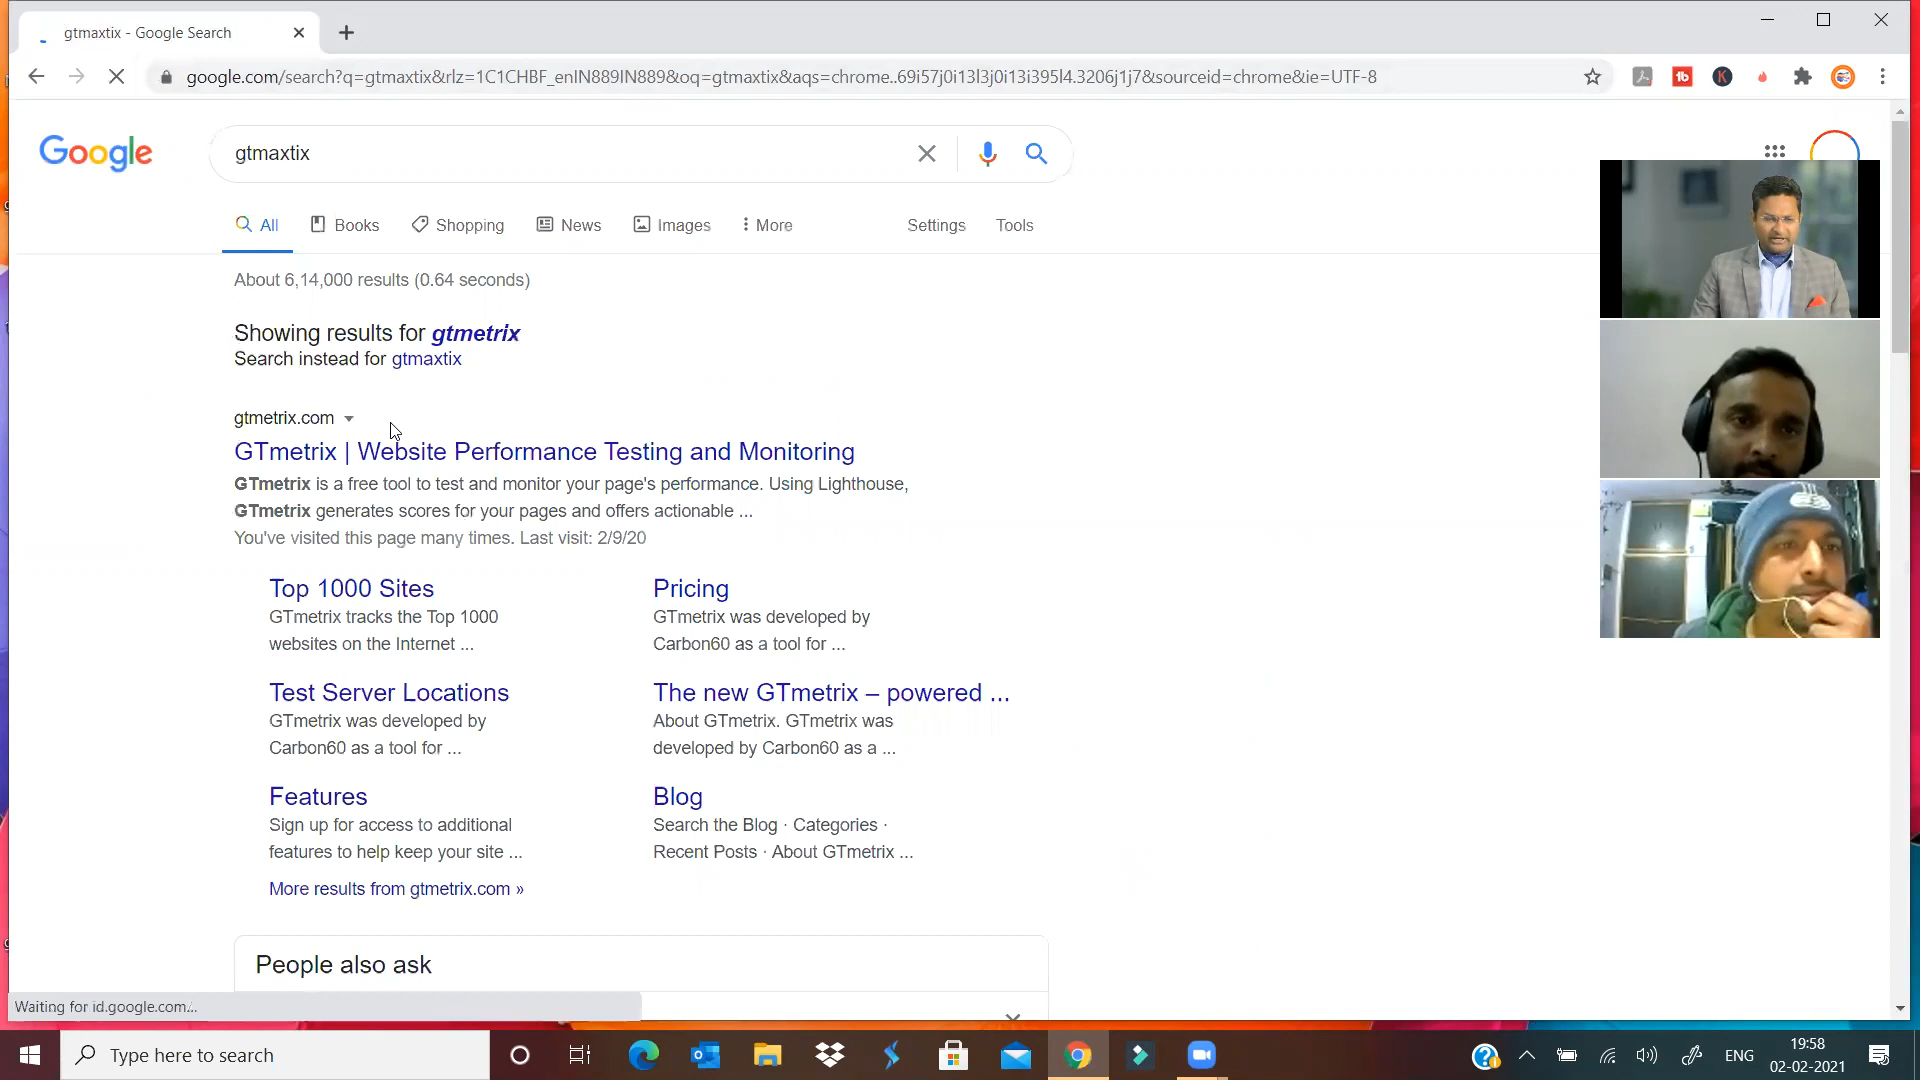 gtmaxtix - Google Search
google.com/search?q=gtmaxtix&rlz=1C1CHBF_enIN889IN889&oq=gtmaxtix&aqs=chrome..69i57j0i13l3j0i13i395l4.3206j1j7&sourceid=chrome&ie=UTF-8
Google
gtmaxtix
All Books Shopping News Images More Settings Tools
About 6,14,000 results (0.64 seconds)
Showing results for gtmetrix
Search instead for gtmaxtix
gtmetrix.com
GTmetrix | Website Performance Testing and Monitoring
GTmetrix is a free tool to test and monitor your page's performance. Using Lighthouse,
GTmetrix generates scores for your pages and offers actionable ...
You've visited this page many times. Last visit: 2/9/20
Top 1000 Sites
GTmetrix tracks the Top 1000
websites on the Internet ...
Pricing
GTmetrix was developed by
Carbon60 as a tool for ...
Test Server Locations
GTmetrix was developed by
Carbon60 as a tool for ...
The new GTmetrix – powered ...
About GTmetrix. GTmetrix was
developed by Carbon60 as a ...
Features
Sign up for access to additional
features to help keep your site ...
Blog
Search the Blog · Categories ·
Recent Posts · About GTmetrix ...
More results from gtmetrix.com »
People also ask
Waiting for id.google.com/...
Type here to search
ENG
19:58
02-02-2021